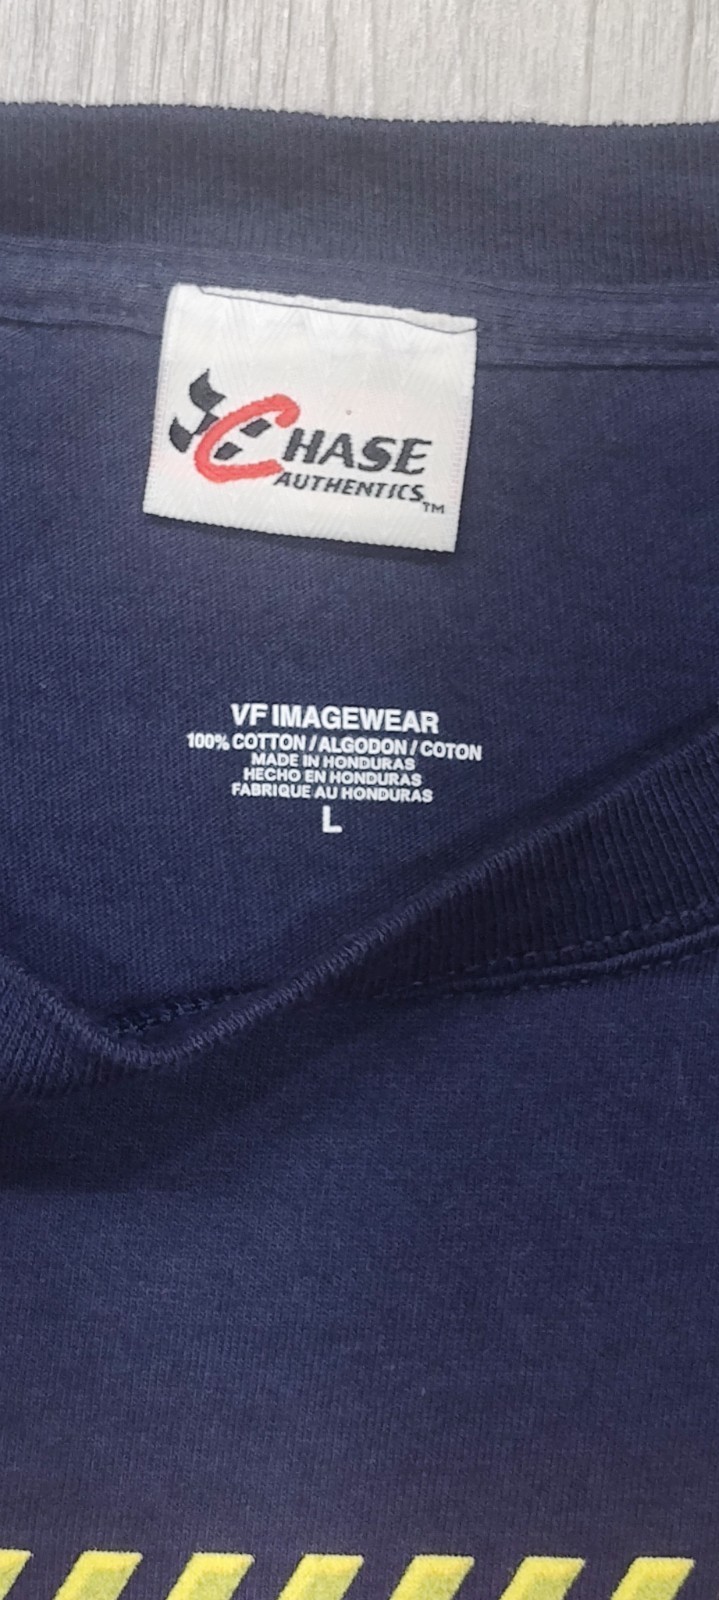 CHASE
AUTHENTICS™
VF IMAGEWEAR
100% COTTON / ALGODON / COTON
MADE IN HONDURAS
HECHO EN HONDURAS
FABRIQUE AU HONDURAS
L